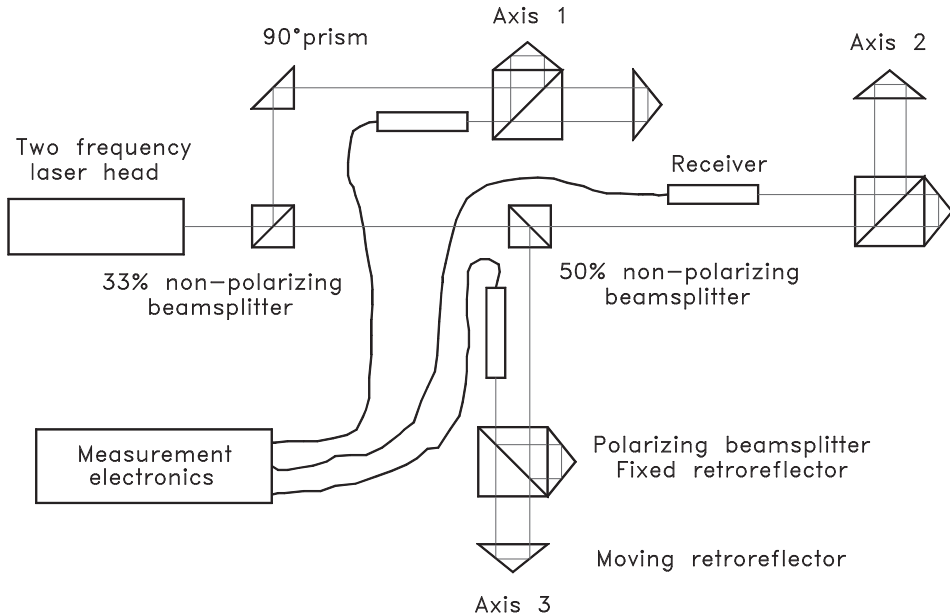 Axis 1
90°prism
Axis 2
Two frequency
laser head
Receiver
33% non-polarizing
beamsplitter
50% non-polarizing
beamsplitter
Measurement
electronics
Polarizing beamsplitter
Fixed retroreflector
Moving retroreflector
Axis 3